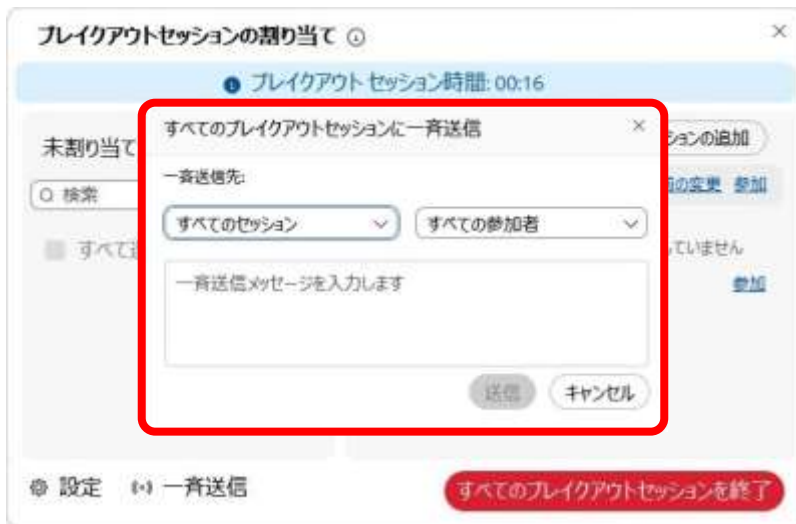 ブレイクアウトセッションの割り当て
ブレイクアウト セッション時間: 00:16
すべてのブレイクアウトセッションに一斉送信
未割り当て
ションの追加
一斉送信先:
検索
の変更 参加
すべてのセッション
すべての参加者
すべて
ていません
一斉送信メッセージを入力します
参加
送信
キャンセル
設定
一斉送信
すべてのブレイクアウトセッションを終了